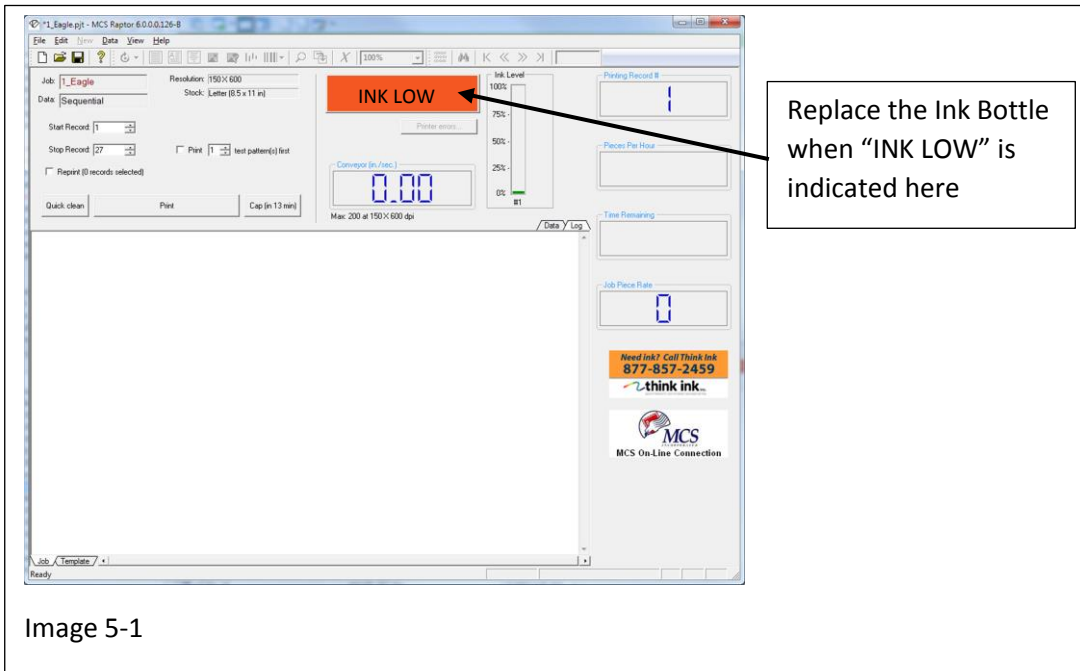 *1_Eagle.pjt - MCS Raptor 6.0.0.0.126-B
File Edit New Data View Help
100%
Job: 1_Eagle
Resolution: 150 X 600
Data: Sequential
Stock: Letter (8.5 x 11 in)
Start Record: 1
Stop Record: 27
Print 1 test pattern(s) first
Reprint (0 records selected)
Quick clean
Print
Cap (in 13 min)
INK LOW
Printer errors...
Conveyor (in./sec.)
0.00
Max: 200 at 150 X 600 dpi
Ink Level
100%
75% -
50% -
25% -
0%
#1
Data
Log
Printing Record #
1
Pieces Per Hour
Time Remaining
Job Piece Rate
0
Need ink? Call Think Ink
877-857-2459
think ink
MCS
INCORPORATED
MCS On-Line Connection
Job
Template
Ready
Replace the Ink Bottle
when “INK LOW” is
indicated here
Image 5-1